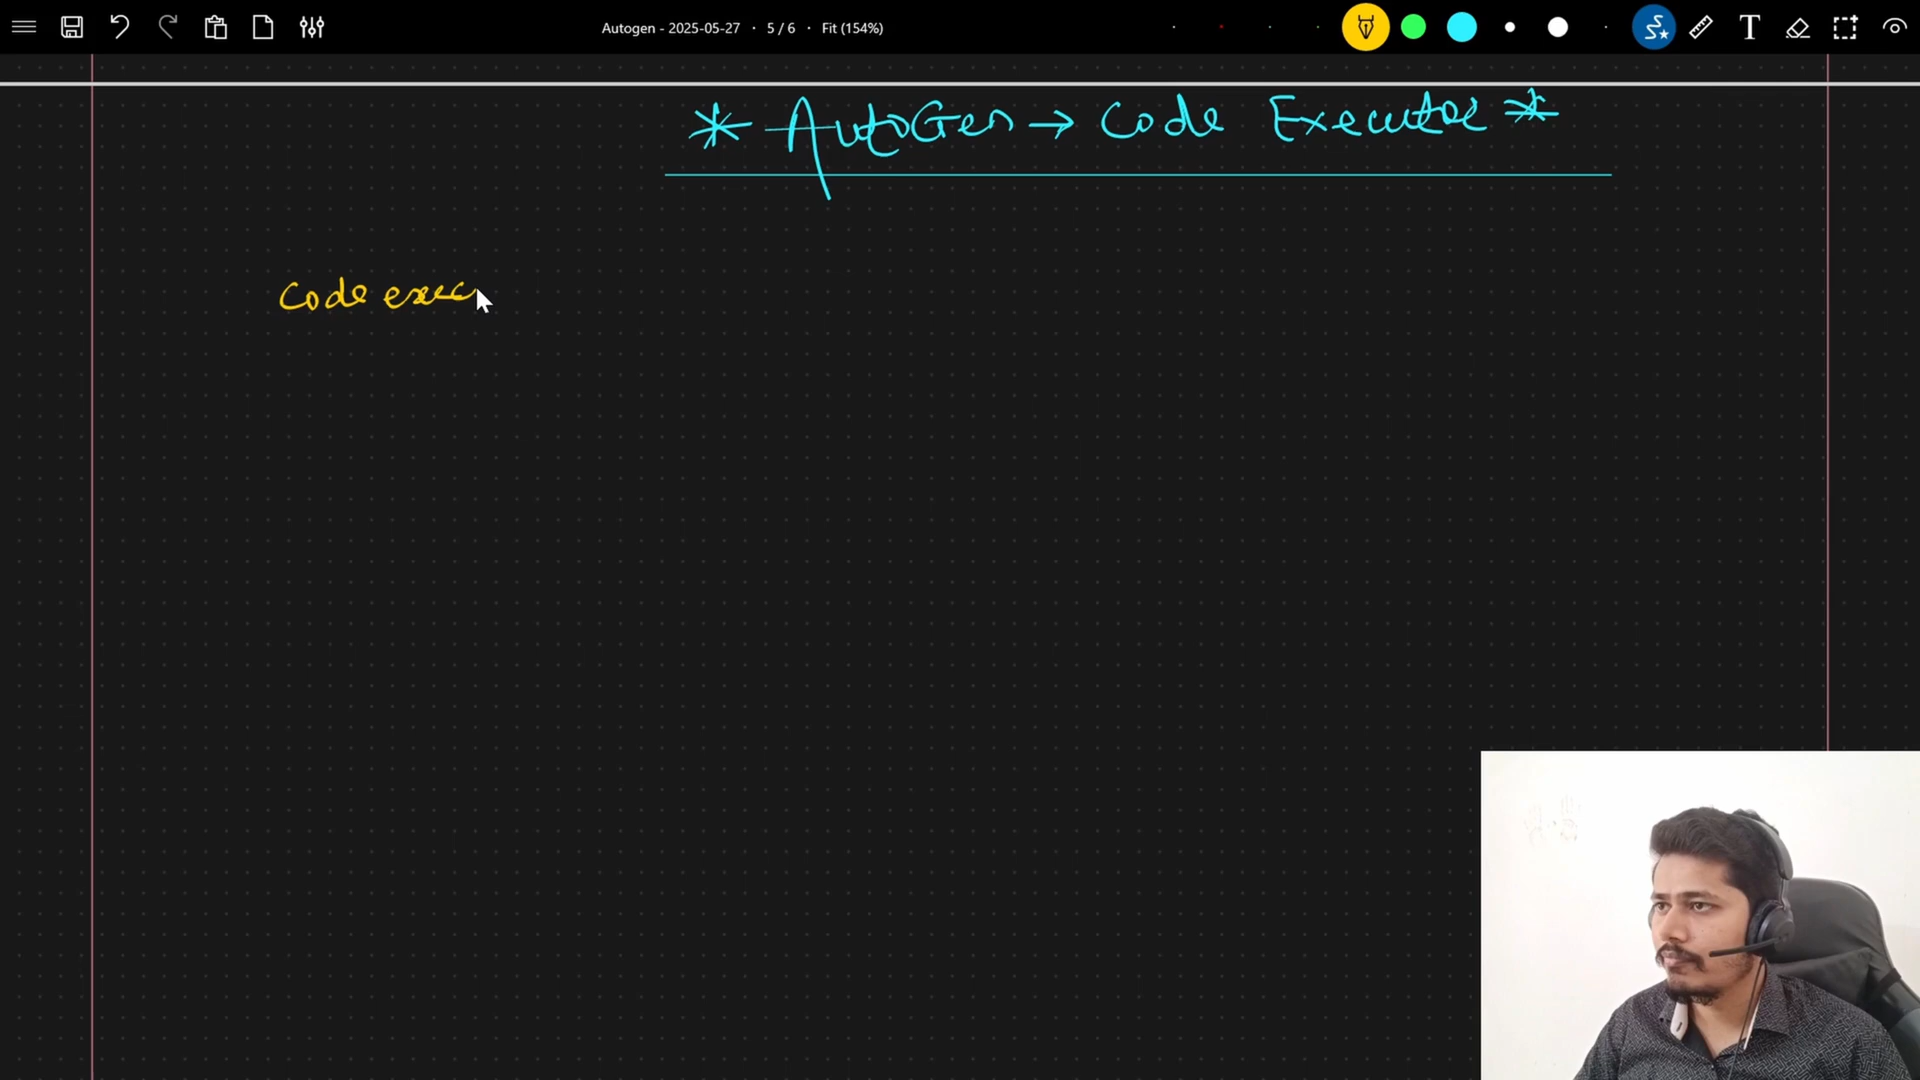 Autogen - 2025-05-27 · 5 / 6 · Fit (154%)
* AutoGen → Code Executor *
Code exec